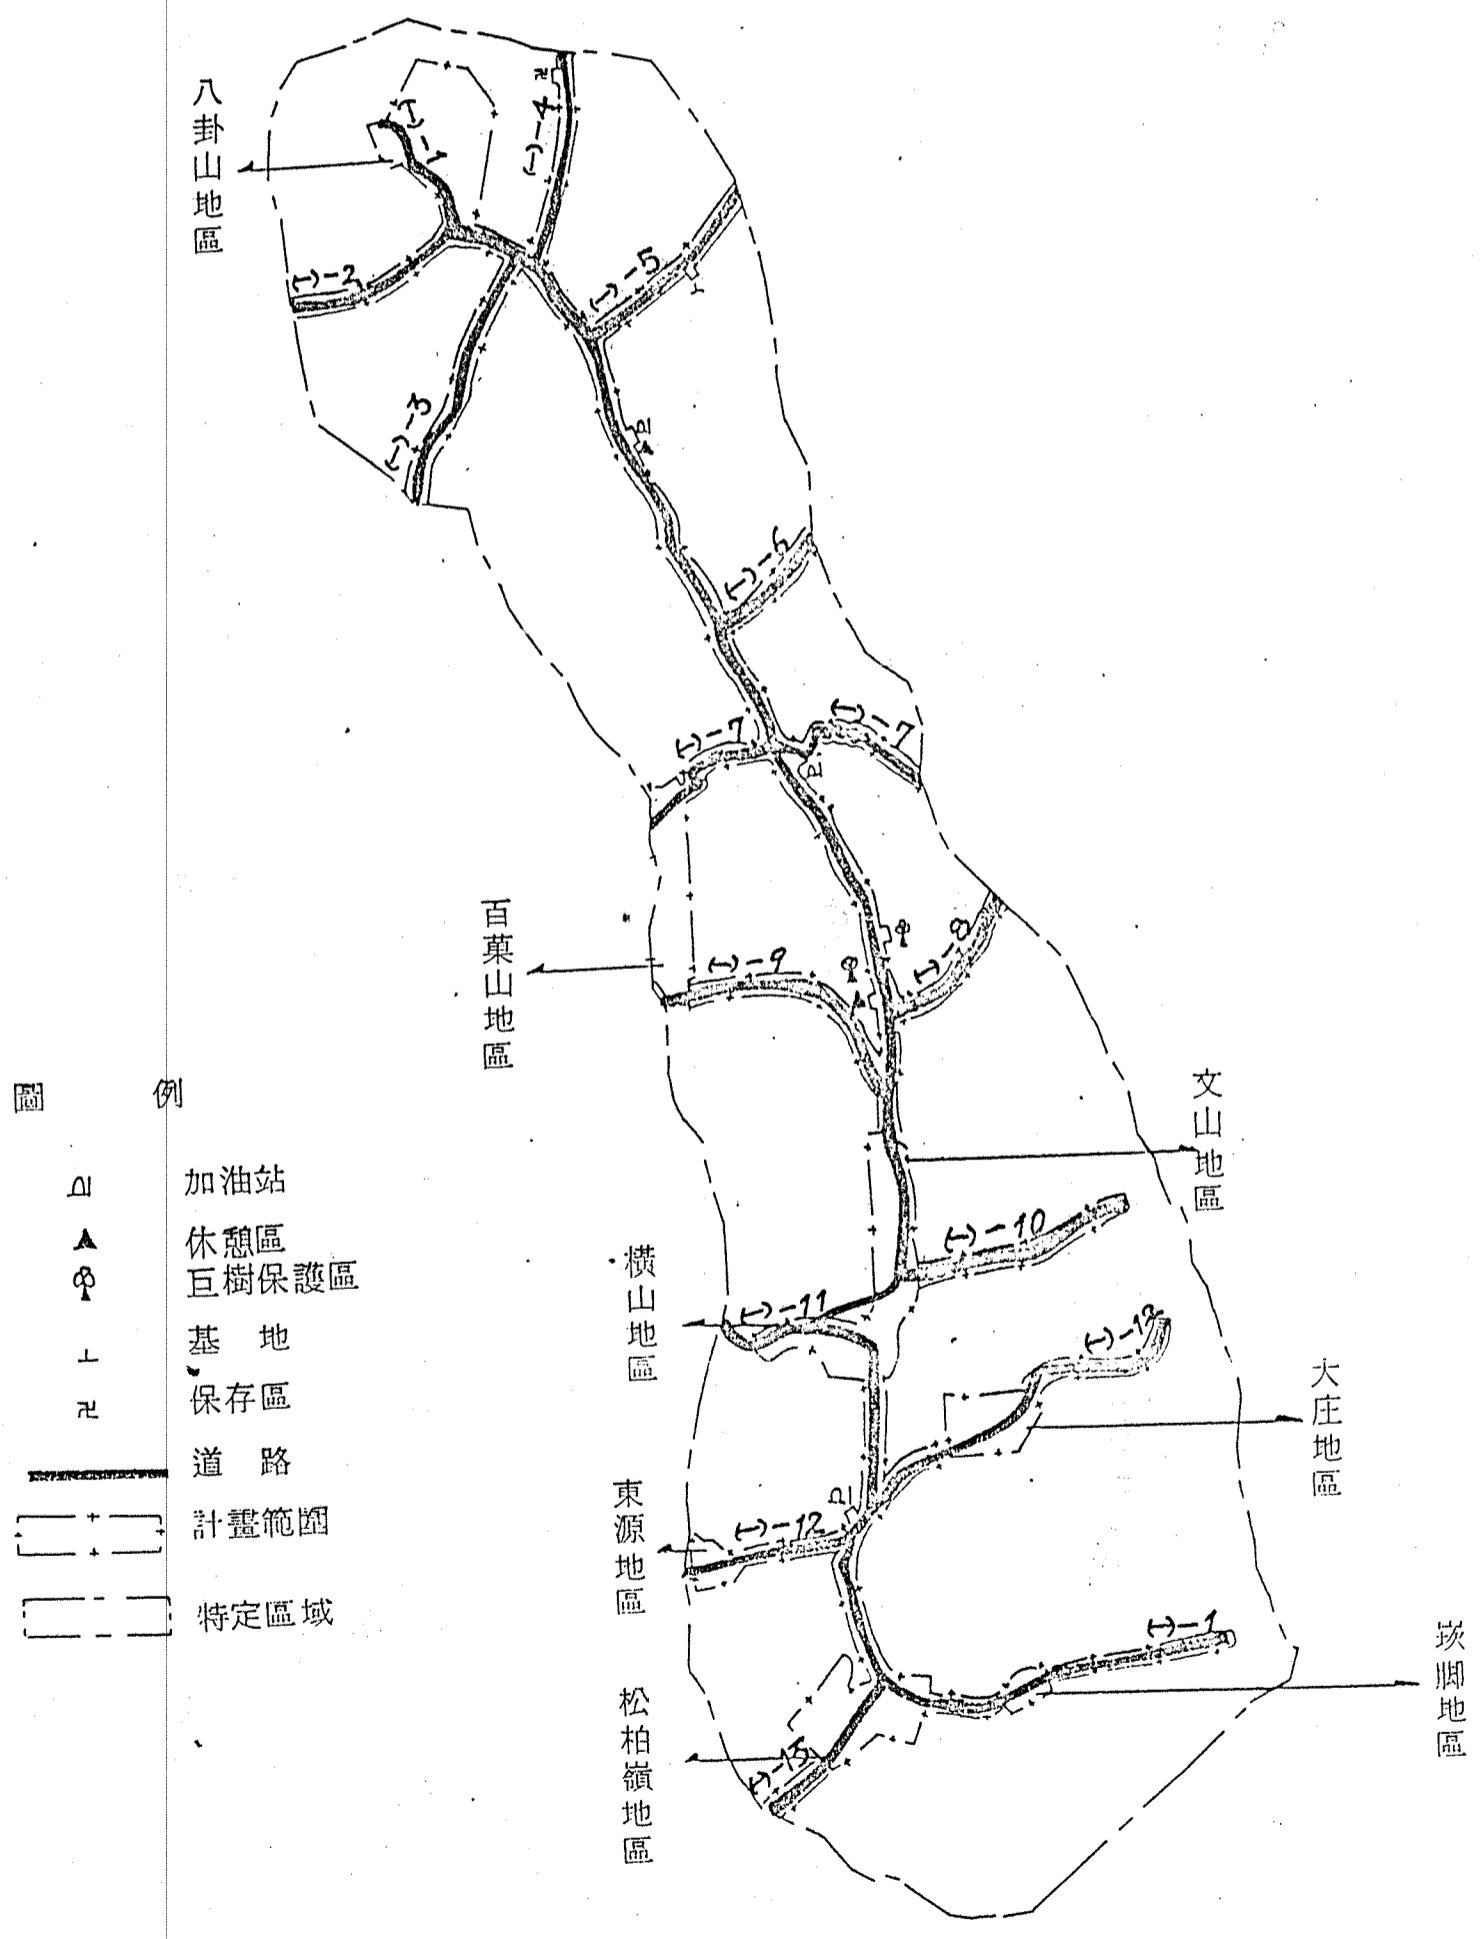 八卦山地區
(一)-1
(一)-4
(一)-2
(一)-5
(一)-3
(一)-6
(一)-7
(一)-7
百菓山地區
(一)-9
(一)-8
文山地區
(一)-10
橫山地區
(一)-11
(一)-12
大庄地區
東源地區
(一)-12
(一)-1
崁腳地區
松柏嶺地區
(一)-15
圖 例
加油站
休憩區
巨樹保護區
基 地
保存區
道 路
計畫範圍
特定區域